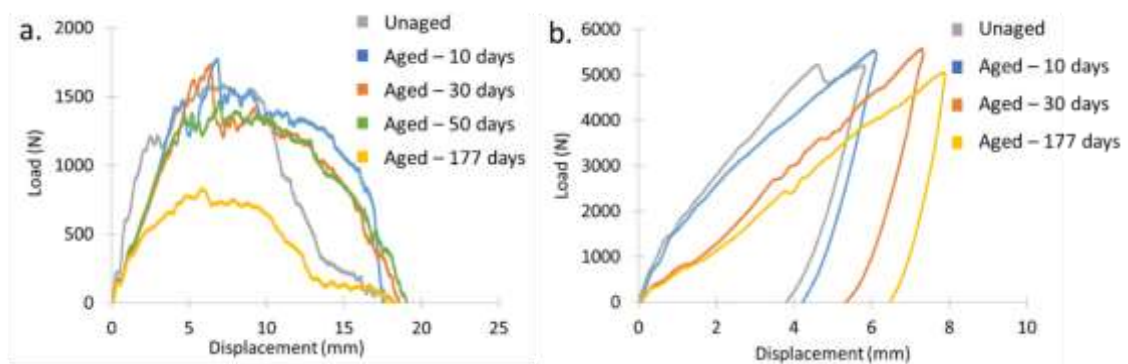 a.
2000
1500
1000
500
0
Load (N)
0 5 10 15 20 25
Displacement (mm)
Unaged
Aged – 10 days
Aged – 30 days
Aged – 50 days
Aged – 177 days
b.
6000
5000
4000
3000
2000
1000
0
Load (N)
0 2 4 6 8 10
Displacement (mm)
Unaged
Aged – 10 days
Aged – 30 days
Aged – 177 days